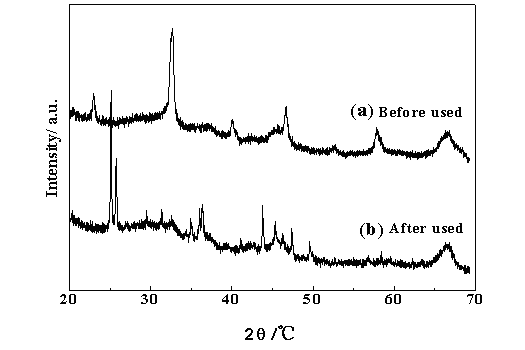 Intensity/ a.u.
(a) Before used
(b) After used
20 30 40 50 60 70
2θ/℃